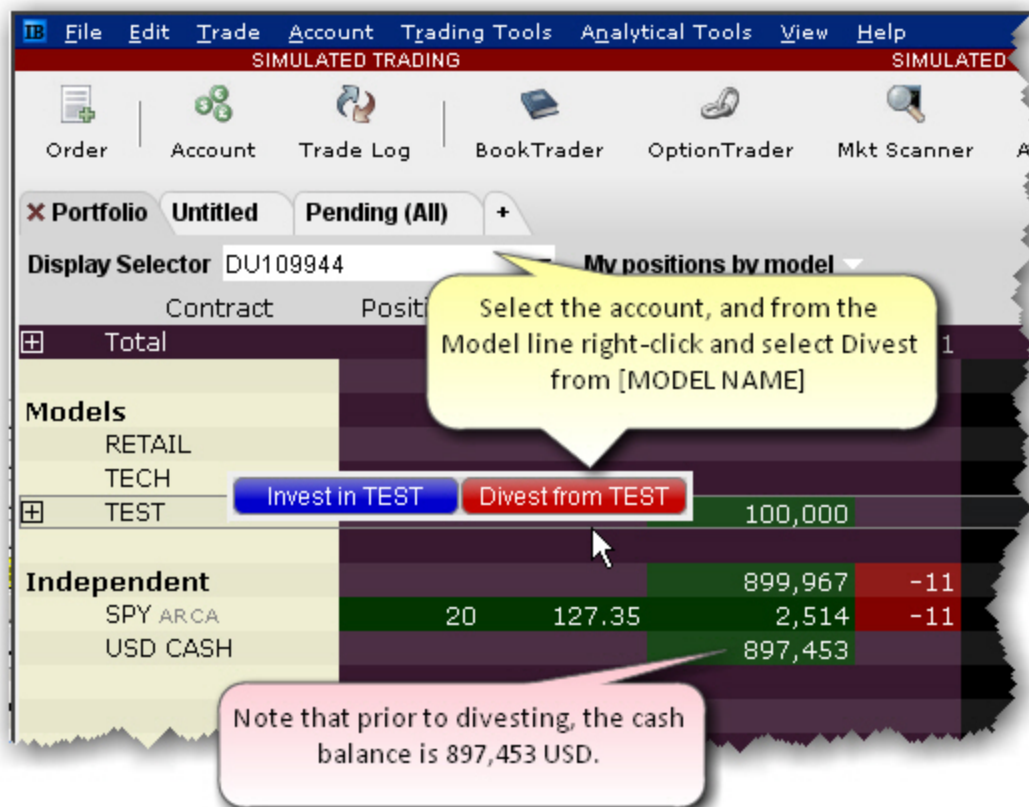 IB File Edit Trade Account Trading Tools Analytical Tools View Help
SIMULATED TRADING SIMULATED
Order Account Trade Log BookTrader OptionTrader Mkt Scanner
Portfolio Untitled Pending (All) +
Display Selector DU109944 My positions by model
Contract Positi
Select the account, and from the
Model line right-click and select Divest
from [MODEL NAME]
Total 1
Models
RETAIL
TECH
Invest in TEST Divest from TEST
TEST 100,000
Independent 899,967 -11
SPY ARCA 20 127.35 2,514 -11
USD CASH 897,453
Note that prior to divesting, the cash
balance is 897,453 USD.